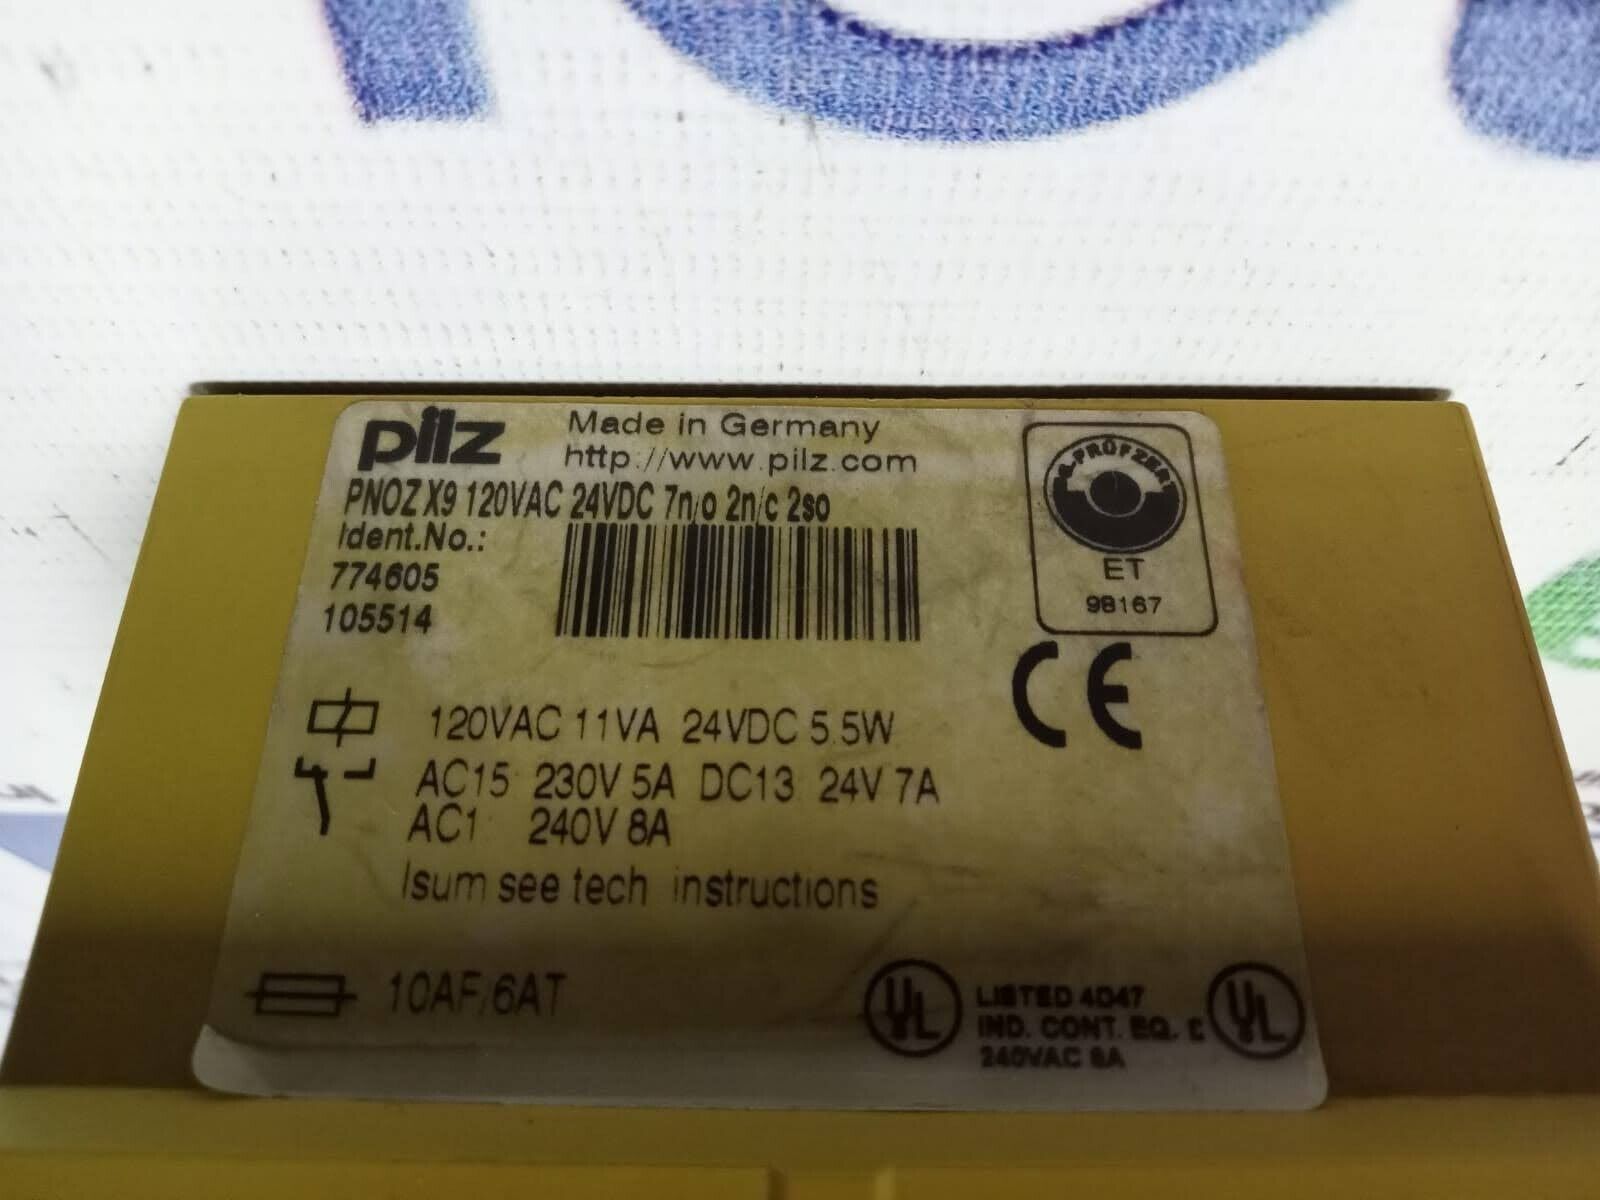 pilz
Made in Germany
http://www.pilz.com
PNOZ X9 120VAC 24VDC 7n/o 2n/c 2so
Ident.No.:
774605
105514
ET
98167
CE
120VAC 11VA 24VDC 5.5W
AC15 230V 5A DC13 24V 7A
AC1 240V 8A
Isum see tech instructions
10AF/6AT
UL
LISTED 4D47
IND. CONT. EQ.
240VAC 8A
UL